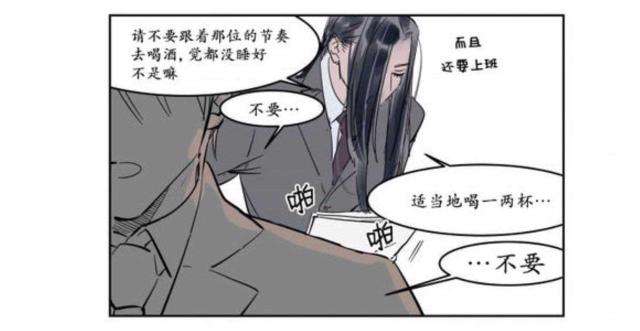 请不要跟着那位的节奏
去喝酒，觉都没睡好
不是嘛
而且
还要上班
不要…
适当地喝一两杯…
啪
啪
…不要